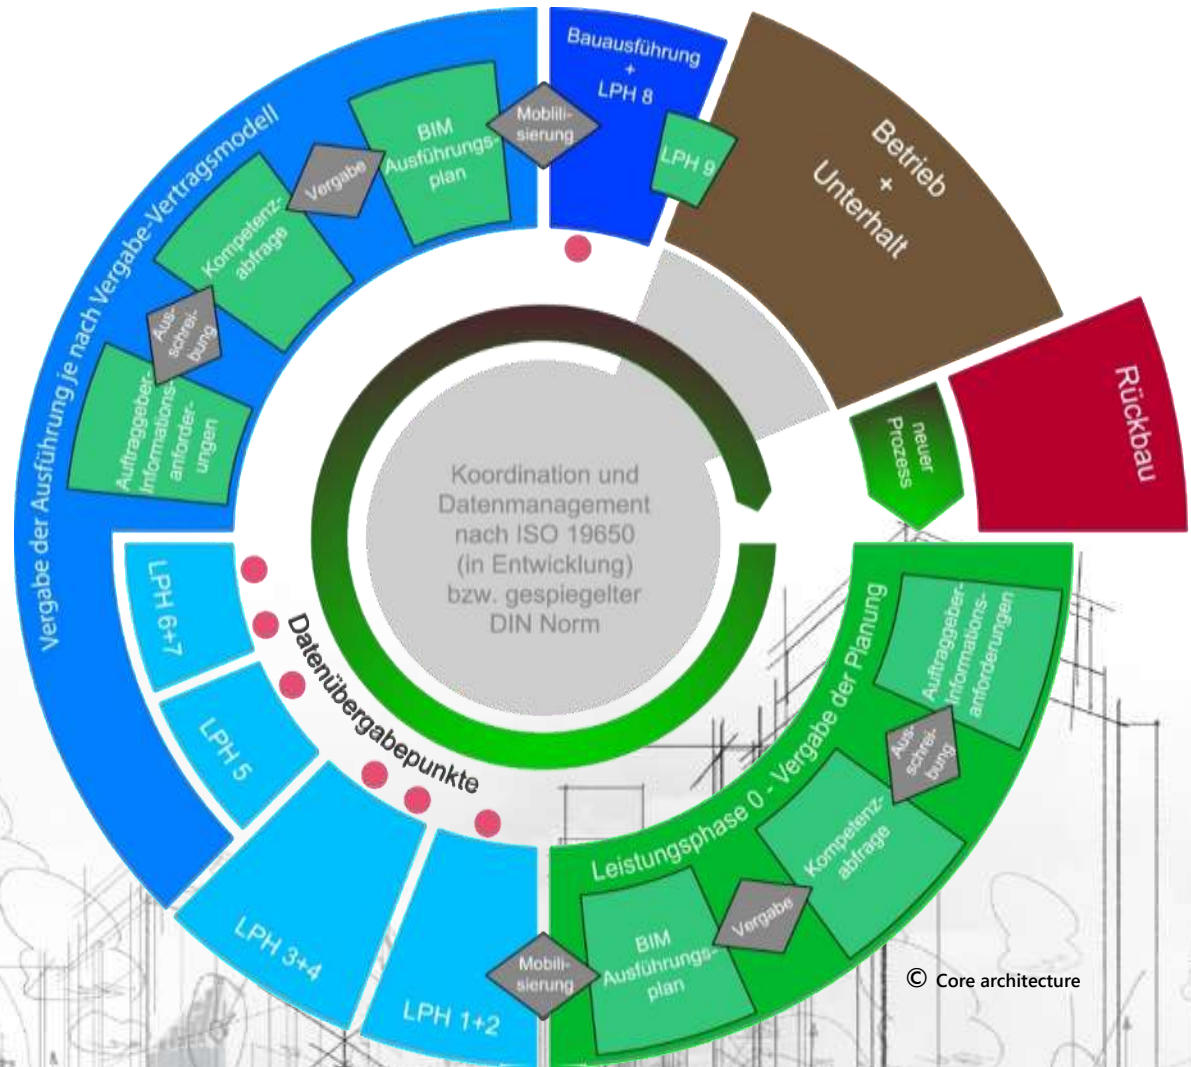 Bauausführung
+
LPH 8
LPH 9
Betrieb
+
Unterhalt
Rückbau
neuer
Prozess
Leistungsphase 0 - Vergabe der Planung
Auftraggeber-
Informations-
anforderungen
Aus-
schrei-
bung
Kompetenz-
abfrage
Vergabe
BIM
Ausführungs-
plan
Mobili-
sierung
LPH 1+2
LPH 3+4
LPH 5
LPH 6+7
Datenübergabepunkte
Vergabe der Ausführung je nach Vergabe-Vertragsmodell
Auftraggeber-
Informations-
anforder-
ungen
Aus-
schrei-
bung
Kompetenz-
abfrage
Vergabe
BIM
Ausführungs-
plan
Moblili-
sierung
Koordination und
Datenmanagement
nach ISO 19650
(in Entwicklung)
bzw. gespiegelter
DIN Norm
© Core architecture